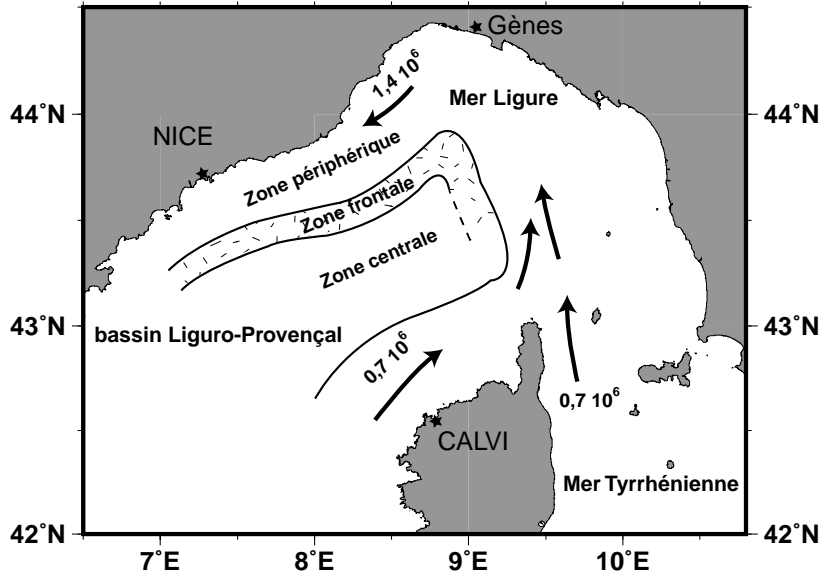 Gènes
1,4 10⁶
Mer Ligure
44˚N
44˚N
NICE
Zone périphérique
Zone frontale
Zone centrale
43˚N
43˚N
bassin Liguro-Provençal
0,7 10⁶
0,7 10⁶
CALVI
Mer Tyrrhénienne
42˚N
42˚N
7˚E
8˚E
9˚E
10˚E